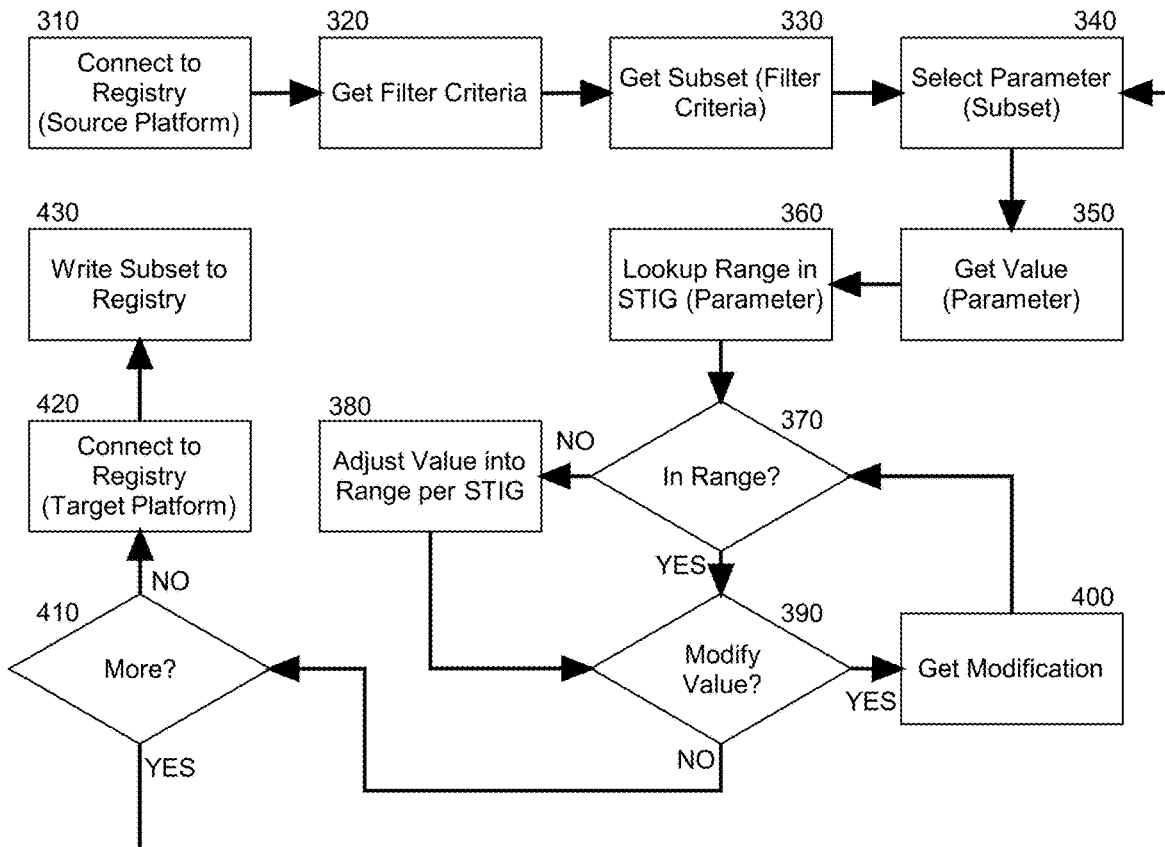 310
Connect to
Registry
(Source Platform)
320
Get Filter Criteria
330
Get Subset (Filter
Criteria)
340
Select Parameter
(Subset)
350
Get Value
(Parameter)
360
Lookup Range in
STIG (Parameter)
370
In Range?
NO
YES
380
Adjust Value into
Range per STIG
390
Modify
Value?
YES
NO
400
Get Modification
410
More?
NO
YES
420
Connect to
Registry
(Target Platform)
430
Write Subset to
Registry